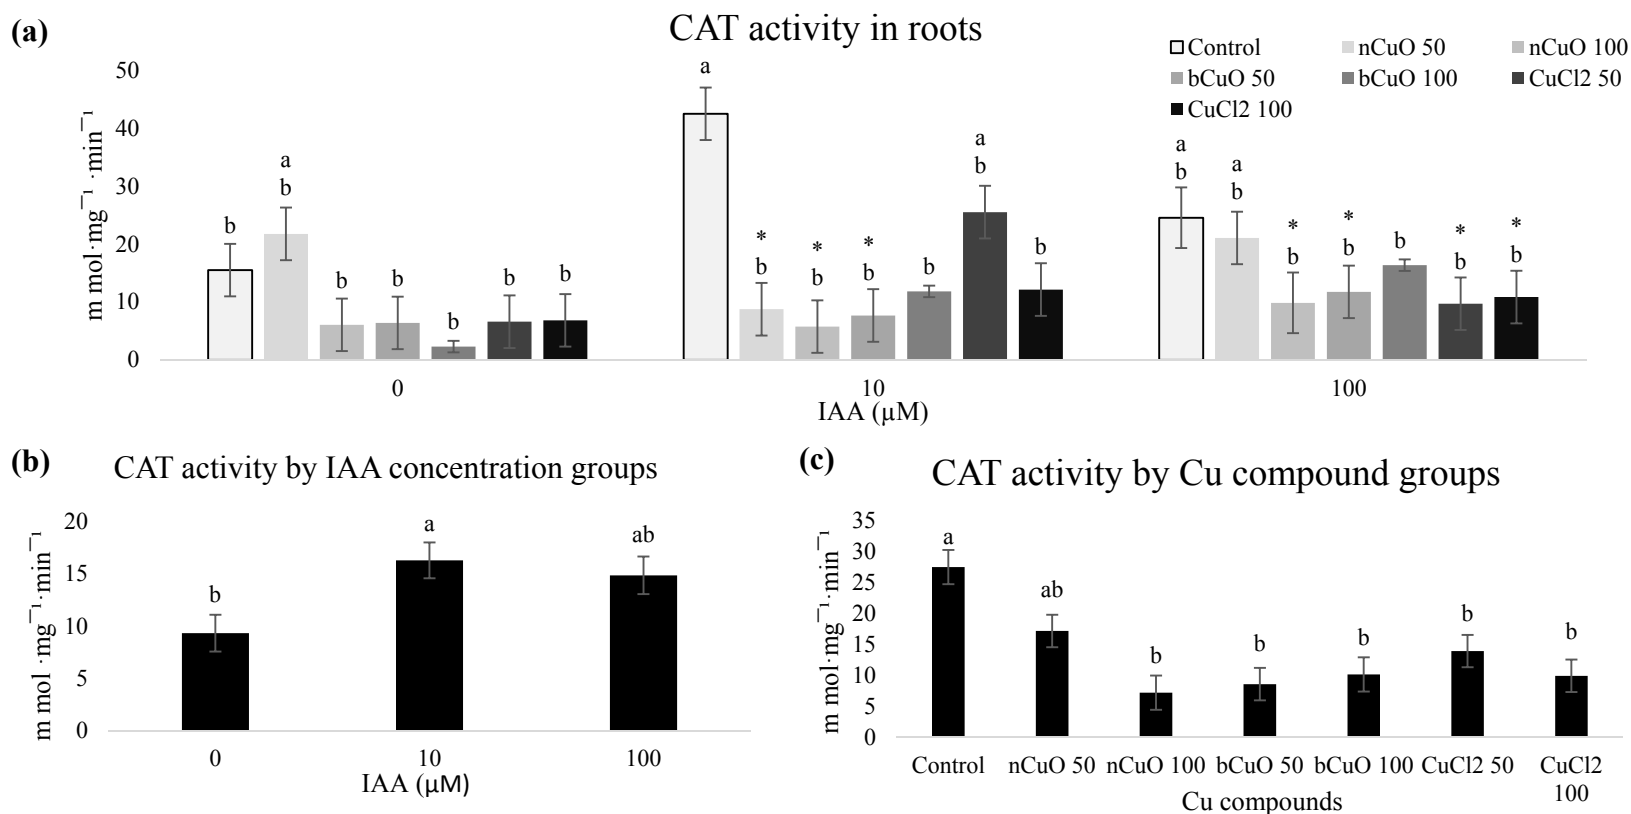 (a)
CAT activity in roots
Control nCuO 50 nCuO 100
bCuO 50 bCuO 100 CuCl2 50
CuCl2 100
m mol·mg⁻¹ ·min⁻¹
50
40
30
20
10
0
b
a
b
b
b
b
b
b
a
*
b
*
b
*
b
b
a
b
b
a
b
a
b
*
b
*
b
b
*
b
*
b
0 10 100
IAA (µM)
(b)
CAT activity by IAA concentration groups
m mol ·mg⁻¹·min⁻¹
20
15
10
5
0
b a ab
0 10 100
IAA (µM)
(c)
CAT activity by Cu compound groups
m mol·mg⁻¹·min⁻¹
35
30
25
20
15
10
5
0
a ab b b b b b
Control nCuO 50 nCuO 100 bCuO 50 bCuO 100 CuCl2 50 CuCl2
100
Cu compounds